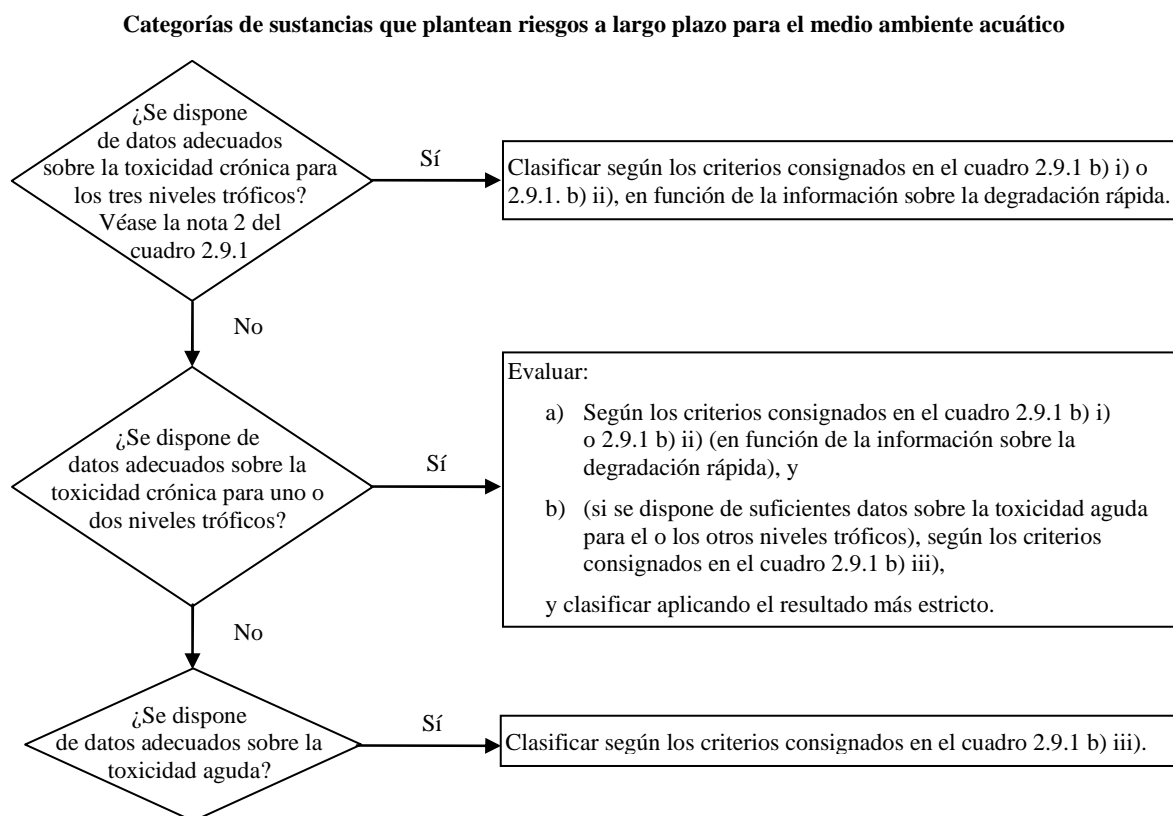 Categorías de sustancias que plantean riesgos a largo plazo para el medio ambiente acuático
¿Se dispone
de datos adecuados
sobre la toxicidad crónica para
los tres niveles tróficos?
Véase la nota 2 del
cuadro 2.9.1
Sí
Clasificar según los criterios consignados en el cuadro 2.9.1 b) i) o
2.9.1. b) ii), en función de la información sobre la degradación rápida.
No
¿Se dispone de
datos adecuados sobre la
toxicidad crónica para uno o
dos niveles tróficos?
Sí
Evaluar:
a) Según los criterios consignados en el cuadro 2.9.1 b) i)
o 2.9.1 b) ii) (en función de la información sobre la
degradación rápida), y
b) (si se dispone de suficientes datos sobre la toxicidad aguda
para el o los otros niveles tróficos), según los criterios
consignados en el cuadro 2.9.1 b) iii),
y clasificar aplicando el resultado más estricto.
No
¿Se dispone
de datos adecuados sobre la
toxicidad aguda?
Sí
Clasificar según los criterios consignados en el cuadro 2.9.1 b) iii).